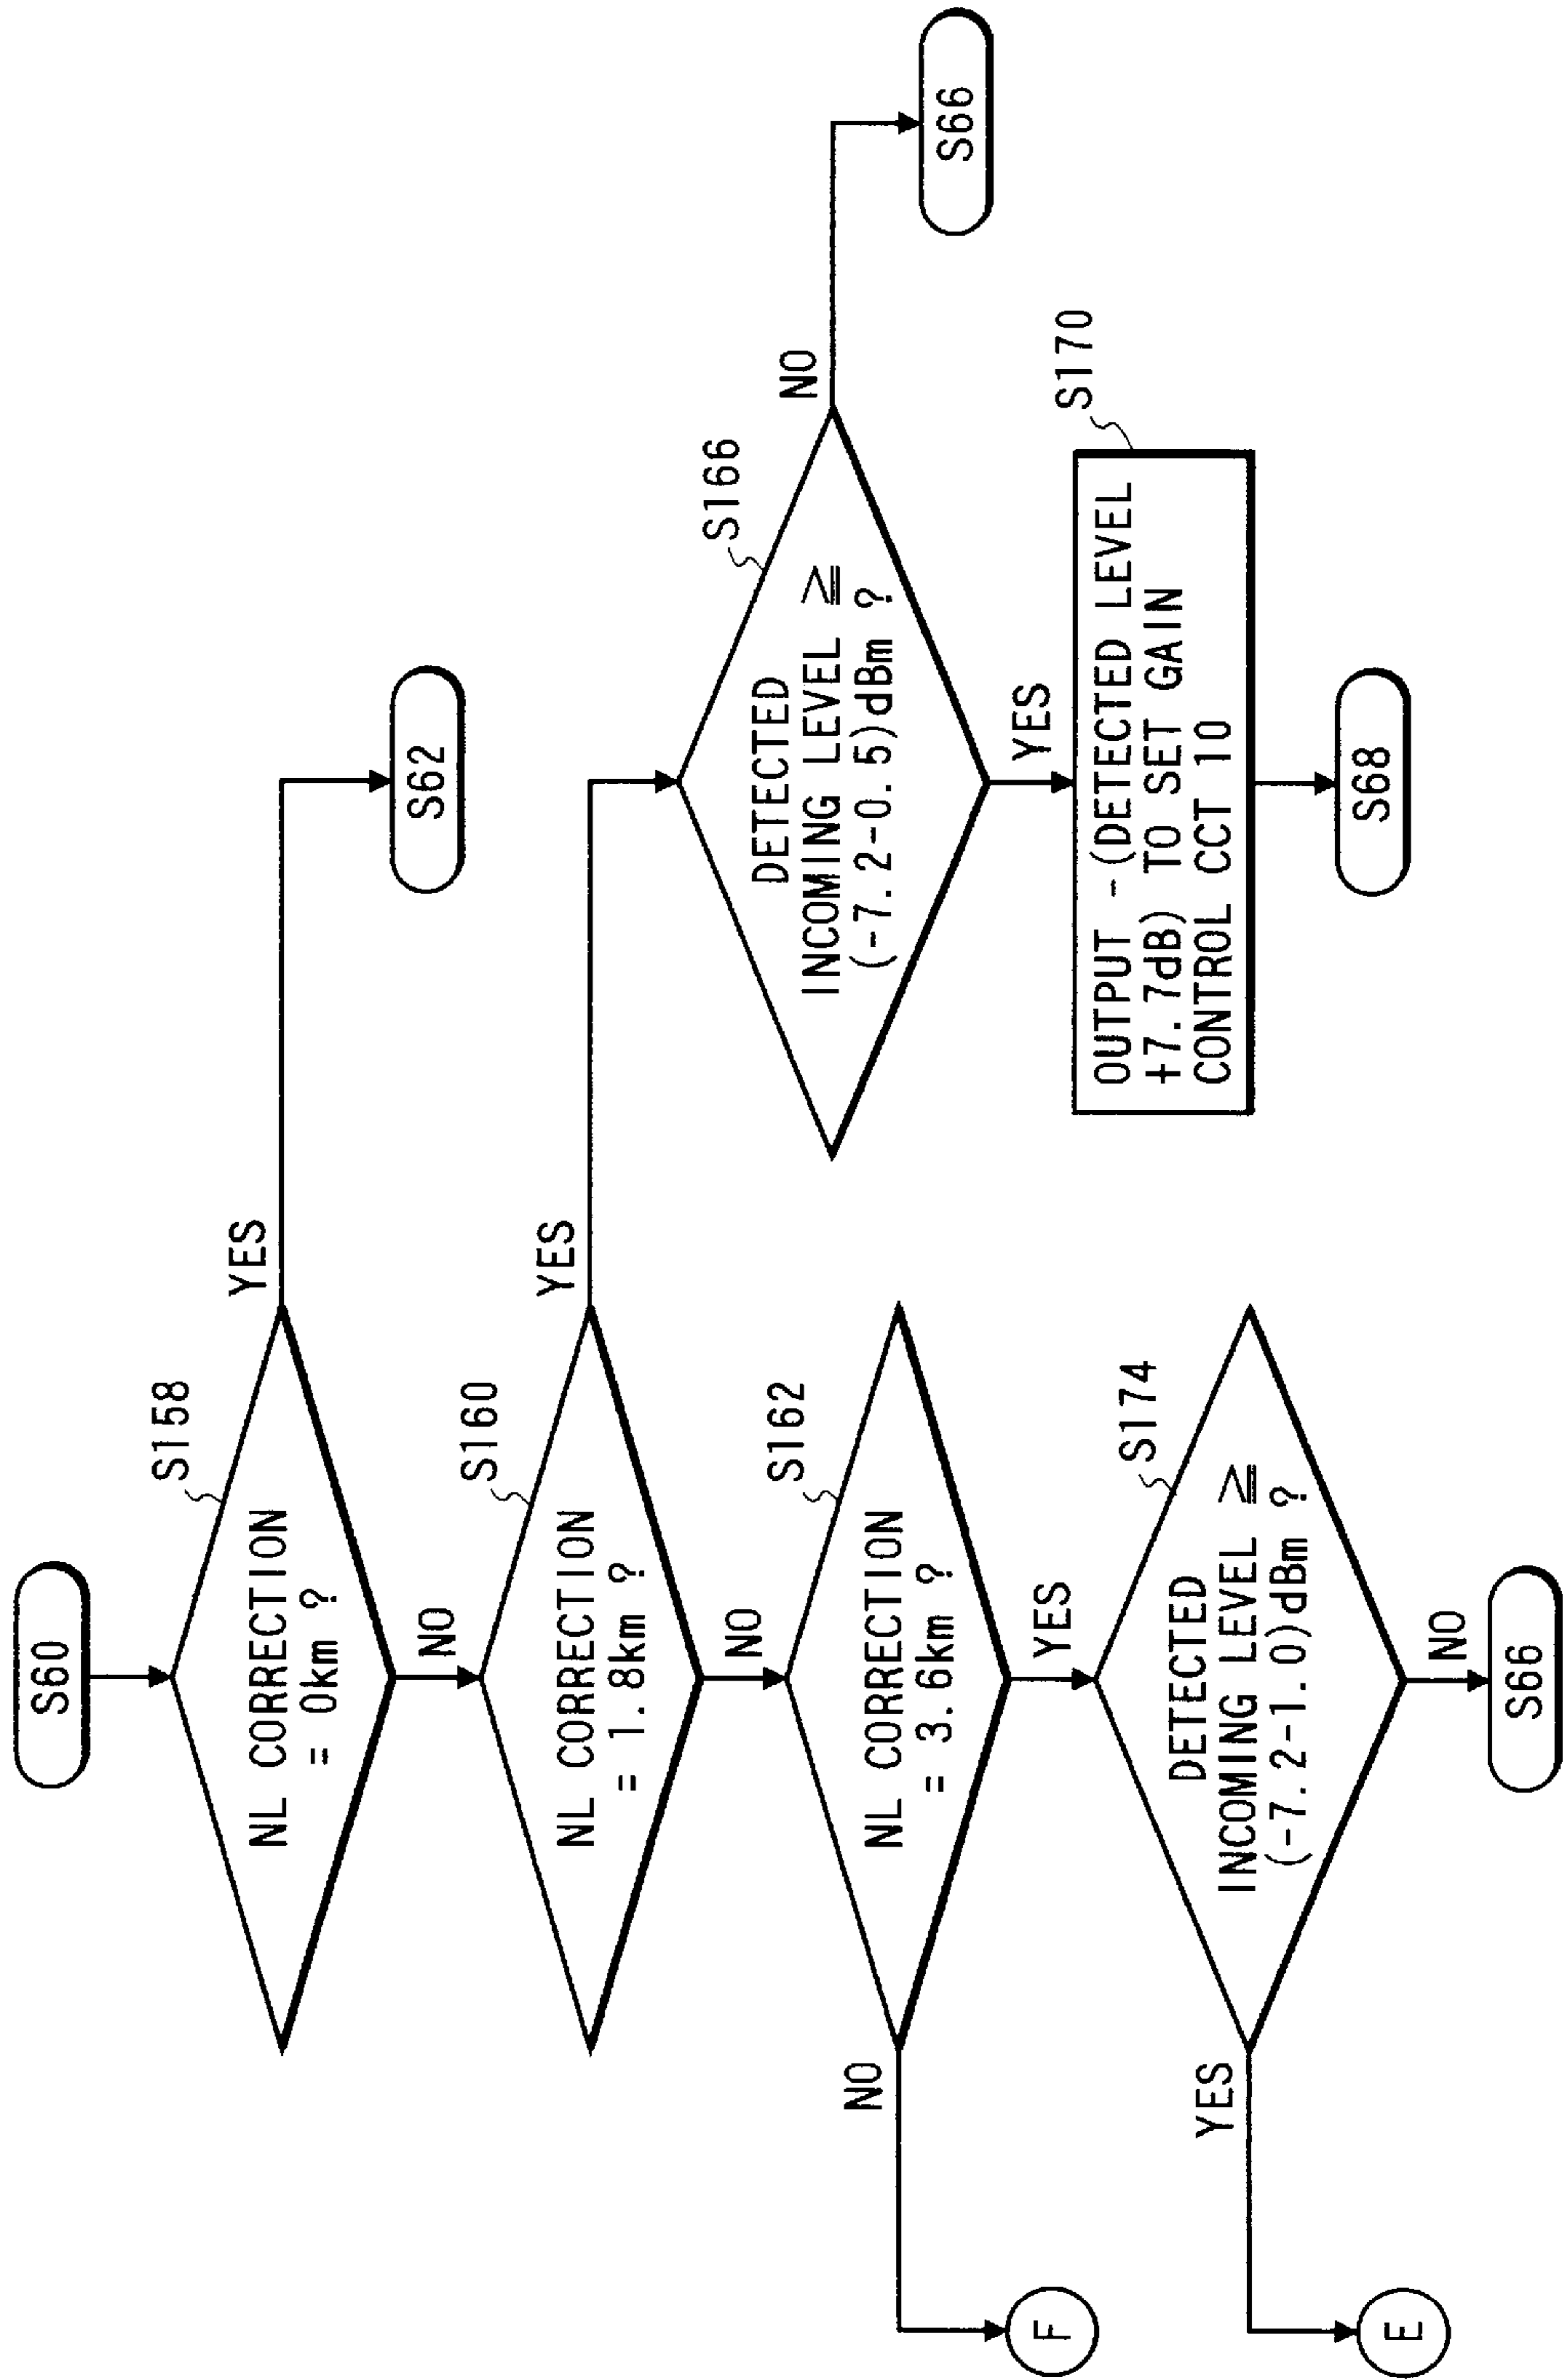 S60
S158
NL CORRECTION
= 0km ?
YES
S62
NO
S160
NL CORRECTION
= 1.8km ?
YES
NO
S162
NL CORRECTION
= 3.6km ?
NO
F
YES
S166
DETECTED
INCOMING LEVEL ≧
(-7.2-0.5)dBm ?
NO
S66
YES
S170
OUTPUT -(DETECTED LEVEL
+7.7dB) TO SET GAIN
CONTROL CCT 10
S68
S174
DETECTED
INCOMING LEVEL ≧
(-7.2-1.0)dBm ?
YES
E
NO
S66